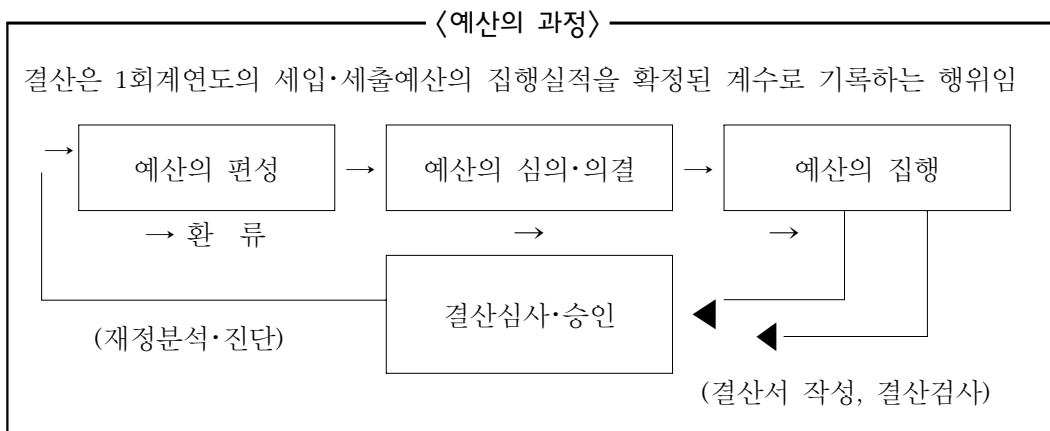 〈예산의 과정〉
결산은 1회계연도의 세입･세출예산의 집행실적을 확정된 계수로 기록하는 행위임
→ 예산의 편성 → 예산의 심의･의결 → 예산의 집행
→ 환 류 → →
결산심사･승인
(재정분석･진단)
(결산서 작성, 결산검사)